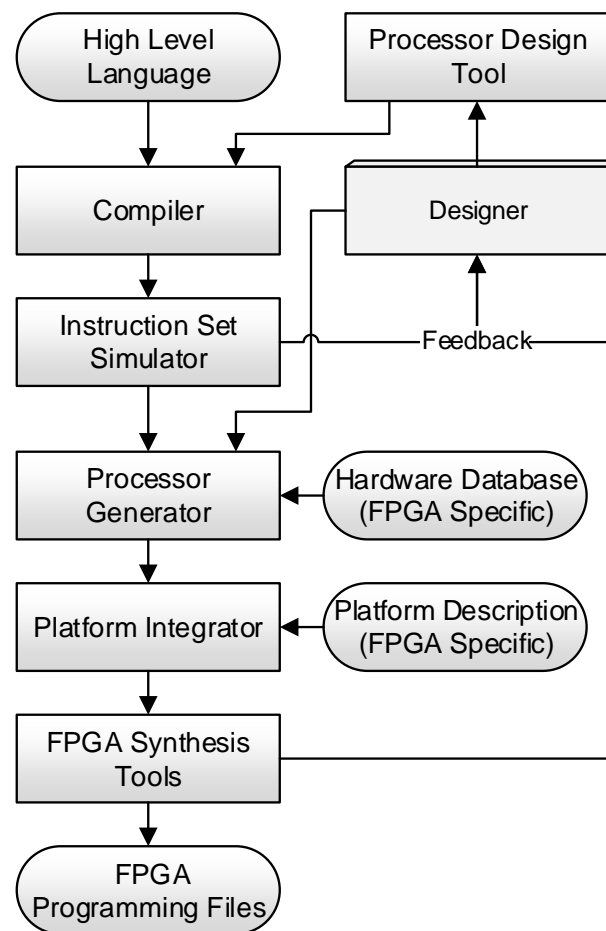 High Level
Language
Processor Design
Tool
Compiler
Designer
Instruction Set
Simulator
Feedback
Processor
Generator
Hardware Database
(FPGA Specific)
Platform Integrator
Platform Description
(FPGA Specific)
FPGA Synthesis
Tools
FPGA
Programming Files